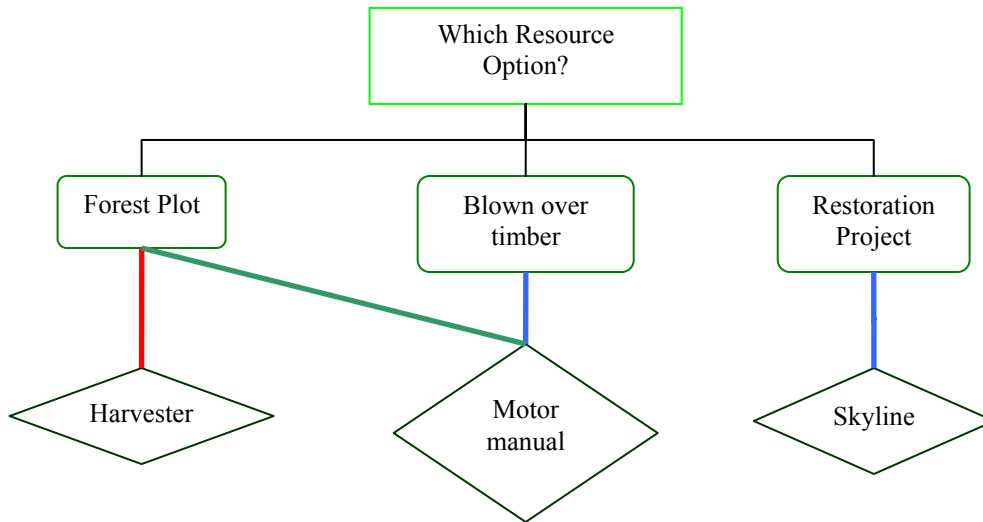 Which Resource
Option?
Forest Plot
Blown over
timber
Restoration
Project
Harvester
Motor
manual
Skyline